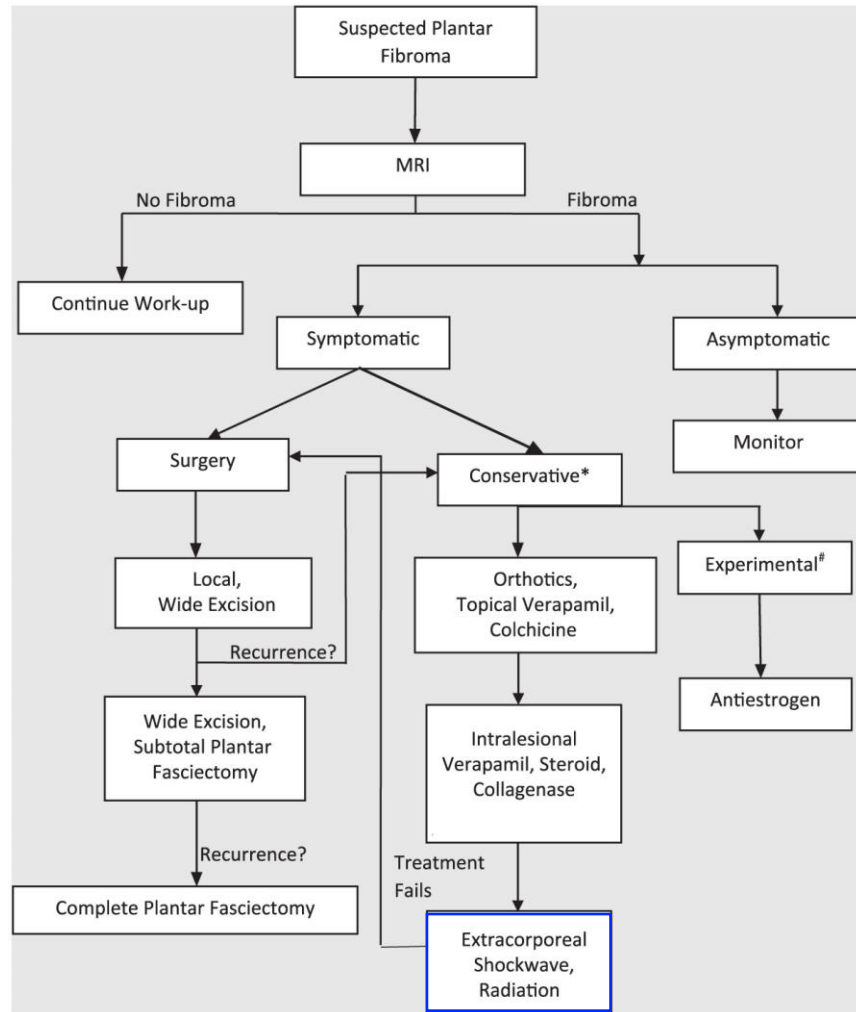 Suspected Plantar
Fibroma
MRI
No Fibroma
Fibroma
Continue Work-up
Symptomatic
Asymptomatic
Monitor
Surgery
Conservative*
Local,
Wide Excision
Orthotics,
Topical Verapamil,
Colchicine
Experimental#
Recurrence?
Antiestrogen
Wide Excision,
Subtotal Plantar
Fasciectomy
Intralesional
Verapamil, Steroid,
Collagenase
Recurrence?
Treatment
Fails
Complete Plantar Fasciectomy
Extracorporeal
Shockwave,
Radiation